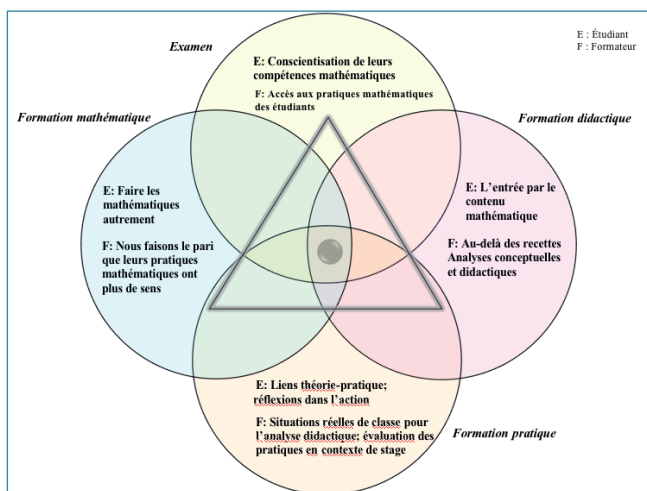 Examen
E : Étudiant
F : Formateur
E: Conscientisation de leurs
compétences mathématiques
F: Accès aux pratiques mathématiques
des étudiants
Formation mathématique
Formation didactique
E: Faire les
mathématiques
autrement
F: Nous faisons le pari
que leurs pratiques
mathématiques ont
plus de sens
E: L'entrée par le
contenu
mathématique
F: Au-delà des recettes
Analyses conceptuelles
et didactiques
E: Liens théorie-pratique;
réflexions dans l'action
F: Situations réelles de classe pour
l'analyse didactique; évaluation des
pratiques en contexte de stage
Formation pratique